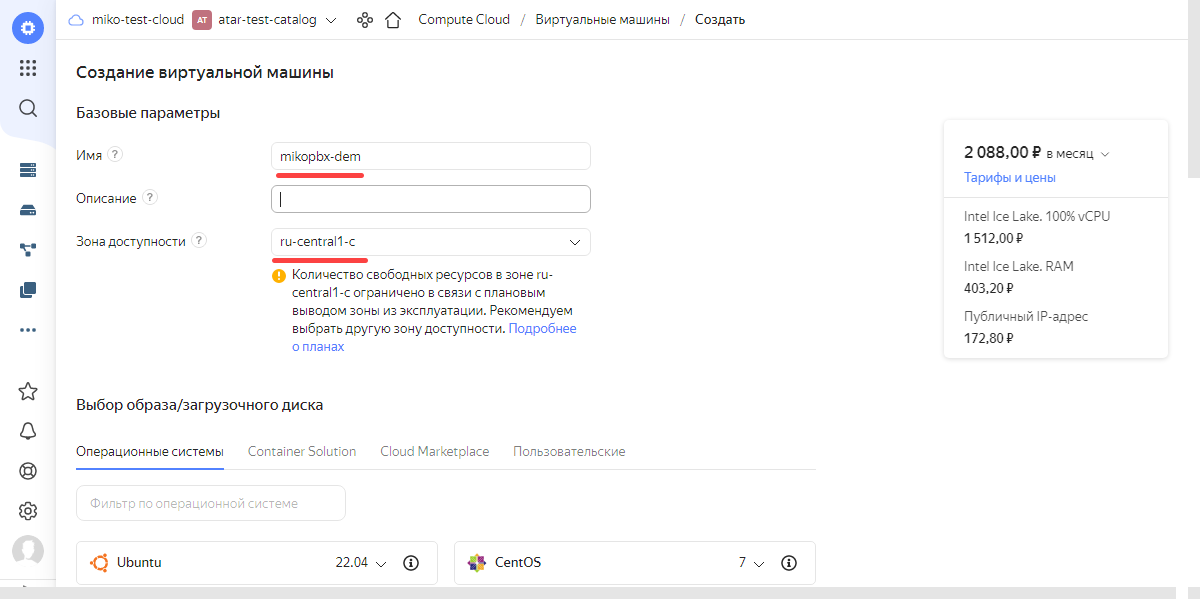 miko-test-cloud AT atar-test-catalog Compute Cloud / Виртуальные машины / Создать
Создание виртуальной машины
Базовые параметры
Имя ?
mikopbx-dem
Описание ?
Зона доступности ?
ru-central1-c
! Количество свободных ресурсов в зоне ru-
central1-c ограничено в связи с плановым
выводом зоны из эксплуатации. Рекомендуем
выбрать другую зону доступности. Подробнее
о планах
2 088,00 ₽ в месяц
Тарифы и цены
Intel Ice Lake. 100% vCPU
1 512,00 ₽
Intel Ice Lake. RAM
403,20 ₽
Публичный IP-адрес
172,80 ₽
Выбор образа/загрузочного диска
Операционные системы Container Solution Cloud Marketplace Пользовательские
Фильтр по операционной системе
Ubuntu 22.04
CentOS 7